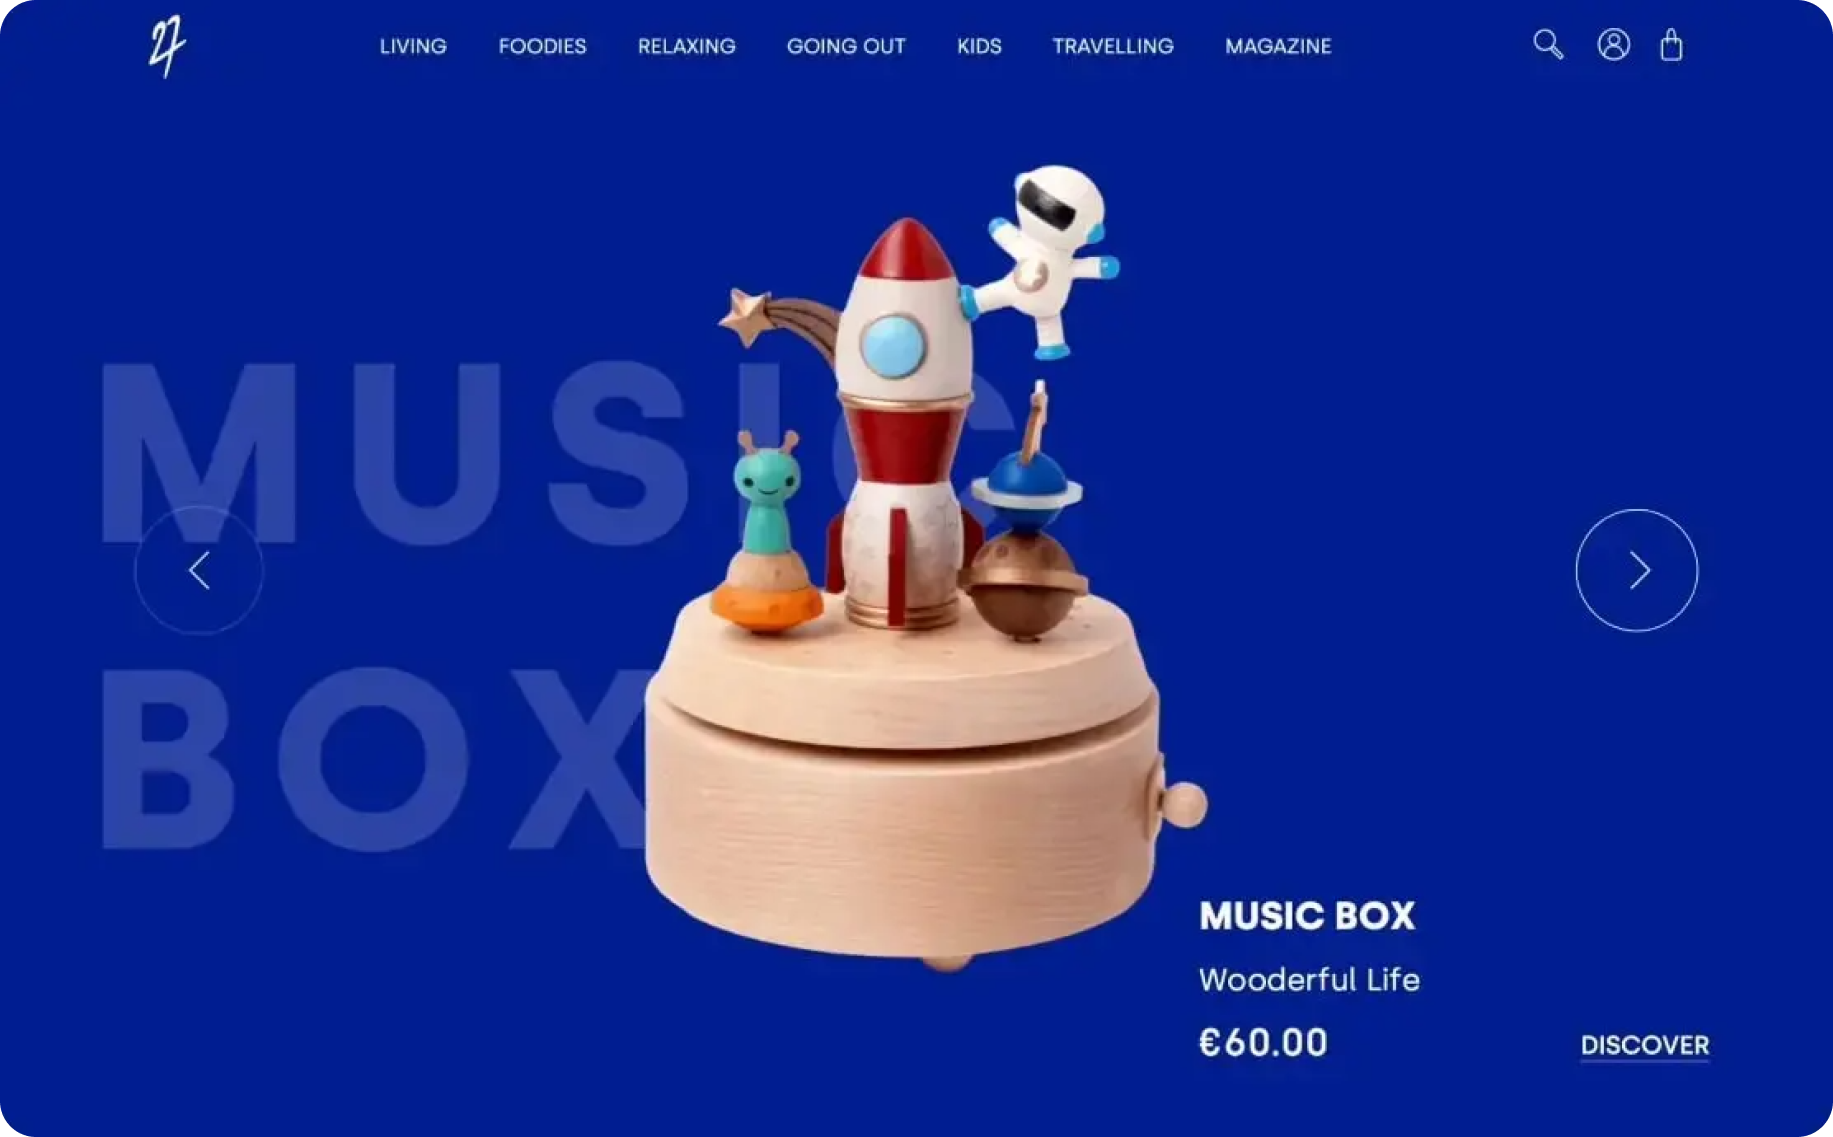 27
LIVING
FOODIES
RELAXING
GOING OUT
KIDS
TRAVELLING
MAGAZINE
MUSIC
BOX
MUSIC BOX
Wooderful Life
€60.00
DISCOVER